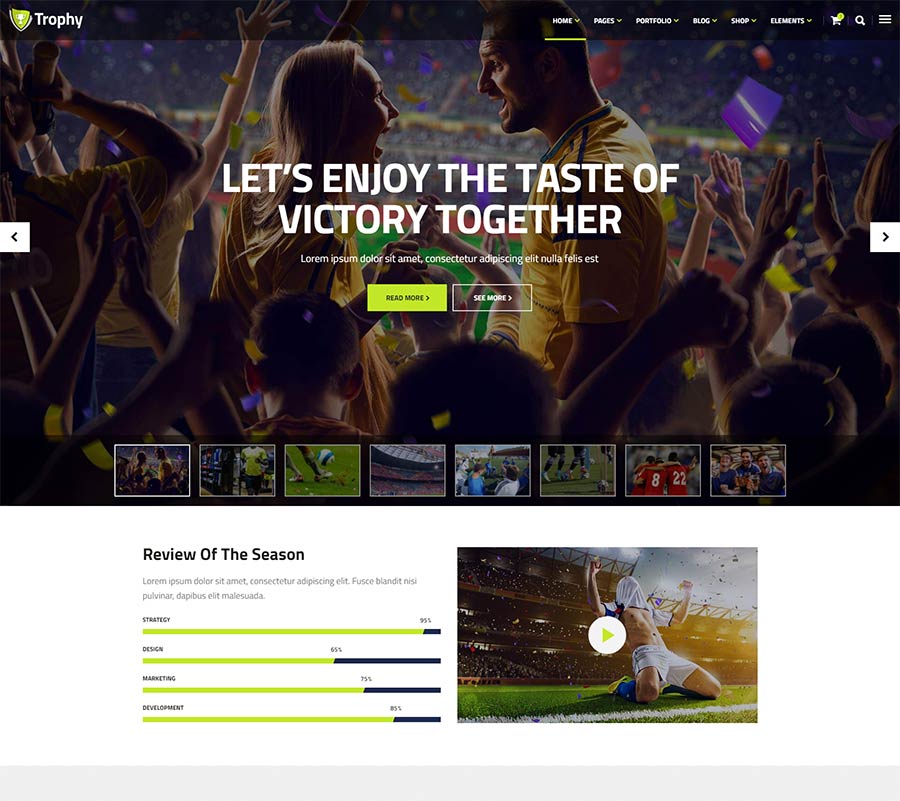 Trophy
HOME PAGES PORTFOLIO BLOG SHOP ELEMENTS
LET'S ENJOY THE TASTE OF
VICTORY TOGETHER
Lorem ipsum dolor sit amet, consectetur adipiscing elit nulla felis est
READ MORE SEE MORE
8 22
Review Of The Season
Lorem ipsum dolor sit amet, consectetur adipiscing elit. Fusce blandit nisi
pulvinar, dapibus elit malesuada.
STRATEGY 95%
DESIGN 65%
MARKETING 75%
DEVELOPMENT 85%